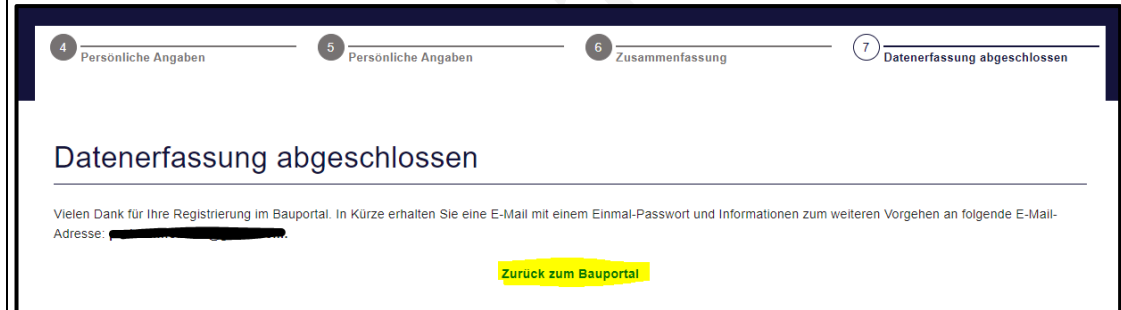 4 Persönliche Angaben 5 Persönliche Angaben 6 Zusammenfassung 7 Datenerfassung abgeschlossen
Datenerfassung abgeschlossen
Vielen Dank für Ihre Registrierung im Bauportal. In Kürze erhalten Sie eine E-Mail mit einem Einmal-Passwort und Informationen zum weiteren Vorgehen an folgende E-Mail-
Adresse:
Zurück zum Bauportal